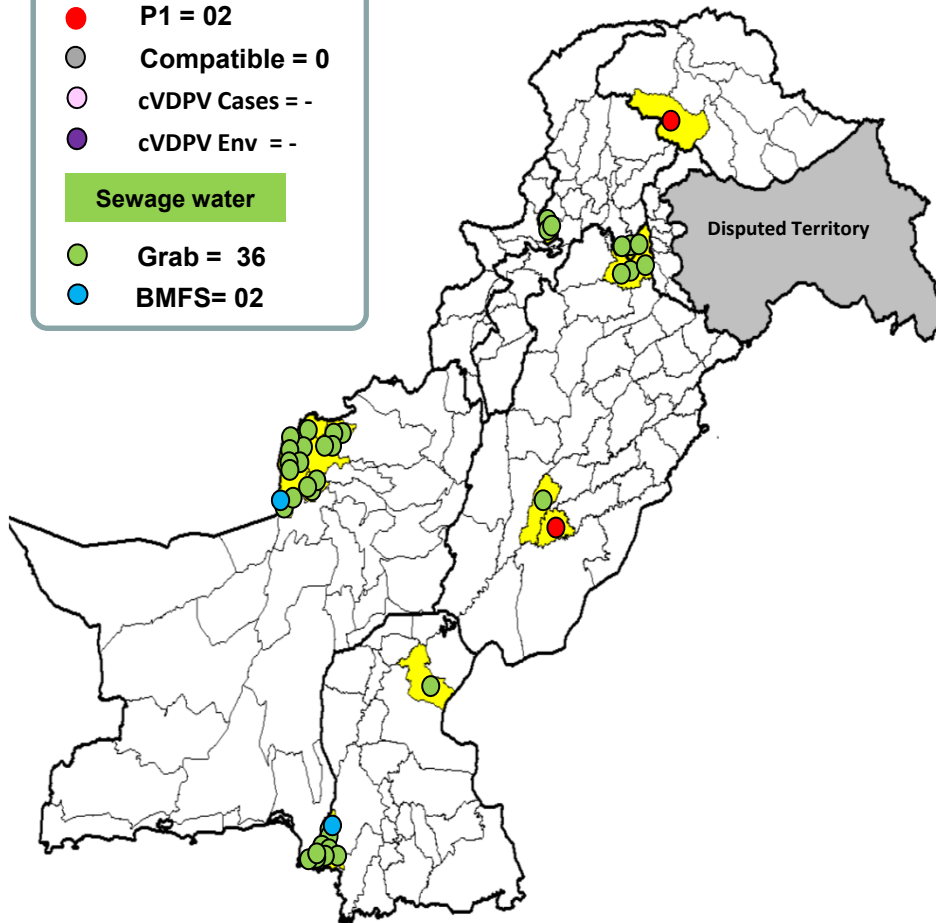 P1 = 02
Compatible = 0
cVDPV Cases = -
cVDPV Env = -
Sewage water
Grab = 36
BMFS= 02
Disputed Territory